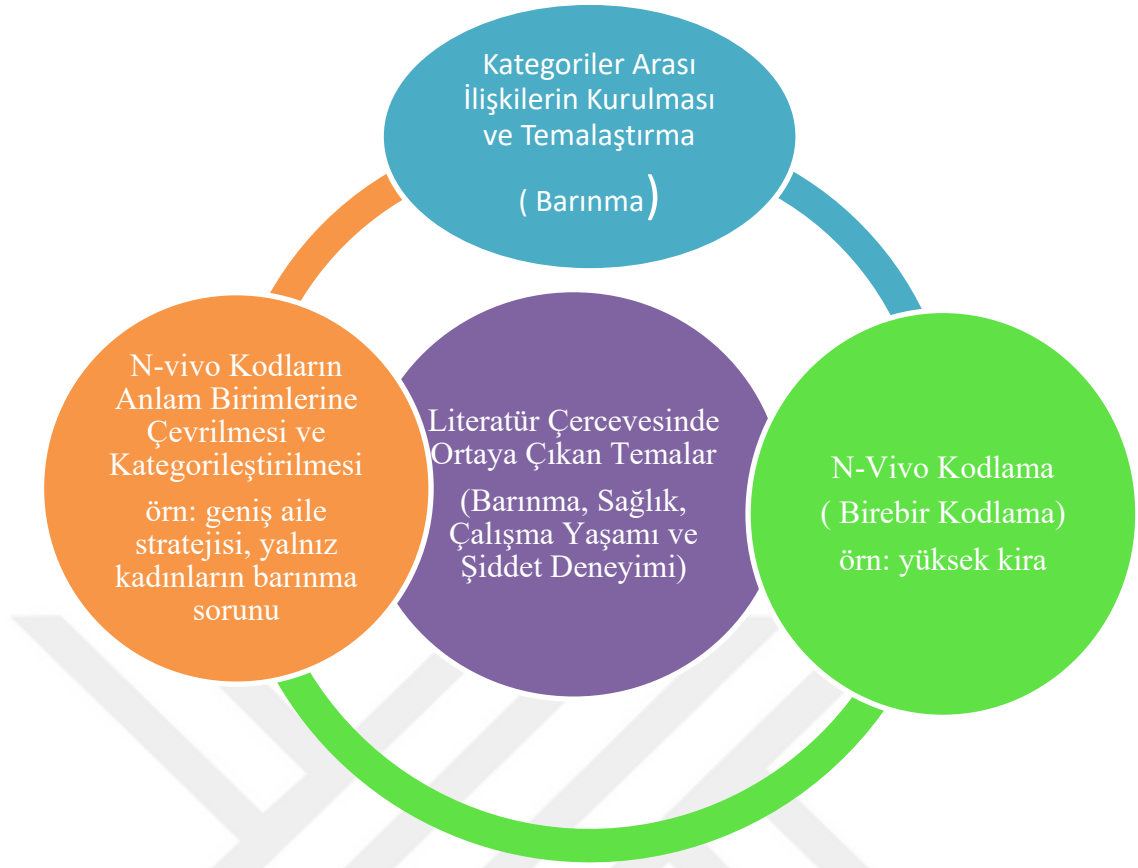 Kategoriler Arası
İlişkilerin Kurulması
ve Temalaştırma
( Barınma)
N-vivo Kodların
Anlam Birimlerine
Çevrilmesi ve
Kategorileştirilmesi
örn: geniş aile
stratejisi, yalnız
kadınların barınma
sorunu
Literatür Çercevesinde
Ortaya Çıkan Temalar
(Barınma, Sağlık,
Çalışma Yaşamı ve
Şiddet Deneyimi)
N-Vivo Kodlama
( Birebir Kodlama)
örn: yüksek kira